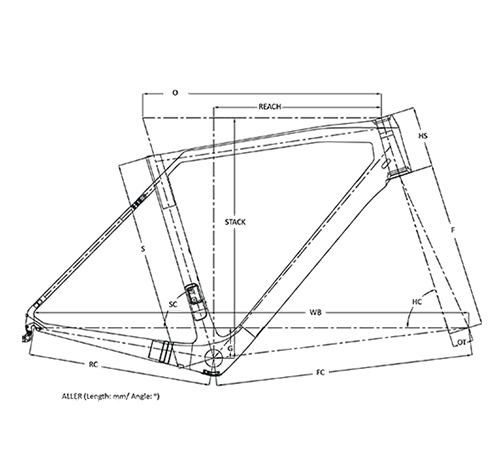 O
REACH
HS
STACK
F
S
SC
HC
WB
G
OT
RC
FC
ALLER (Length: mm/ Angle: °)